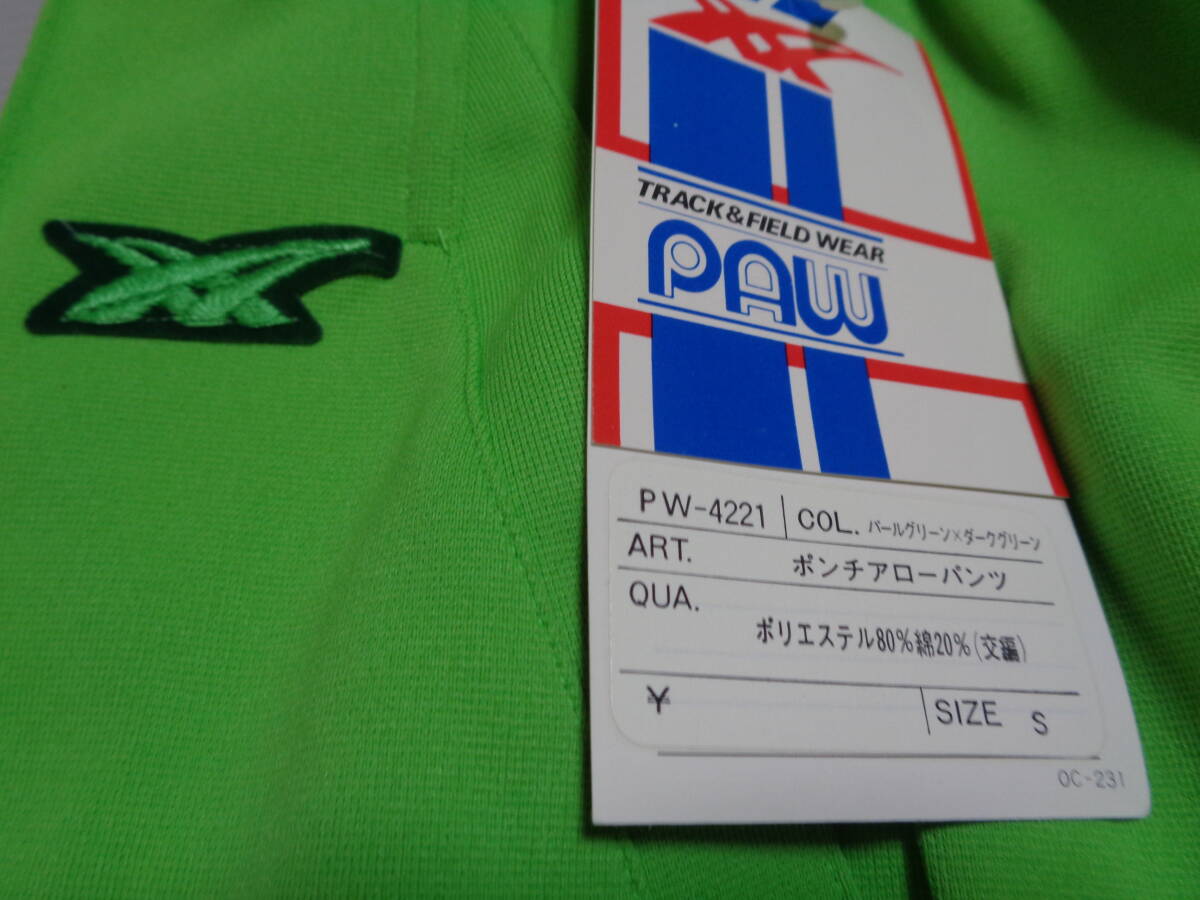 TRACK&FIELD WEAR
PAW
PW-4221 COL. パールグリーン×ダークグリーン
ART. ポンチアローパンツ
QUA.
ポリエステル80%綿20%(交編)
¥ SIZE S
OC-231